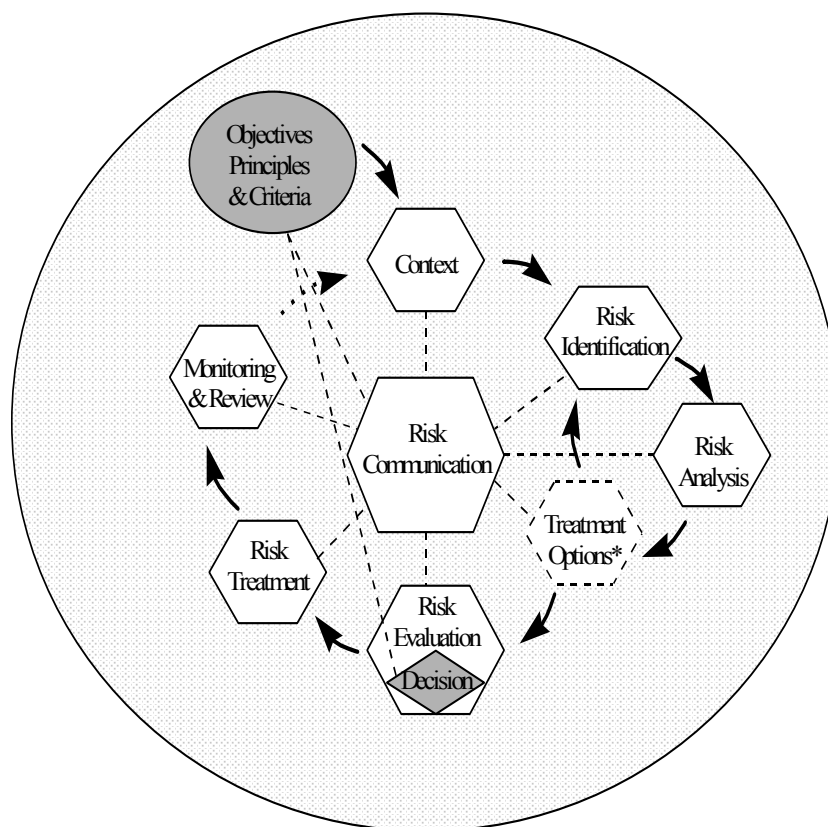 Objectives
Principles
& Criteria
Context
Risk
Identification
Monitoring
& Review
Risk
Communication
Risk
Analysis
Treatment
Options*
Risk
Treatment
Risk
Evaluation
Decision